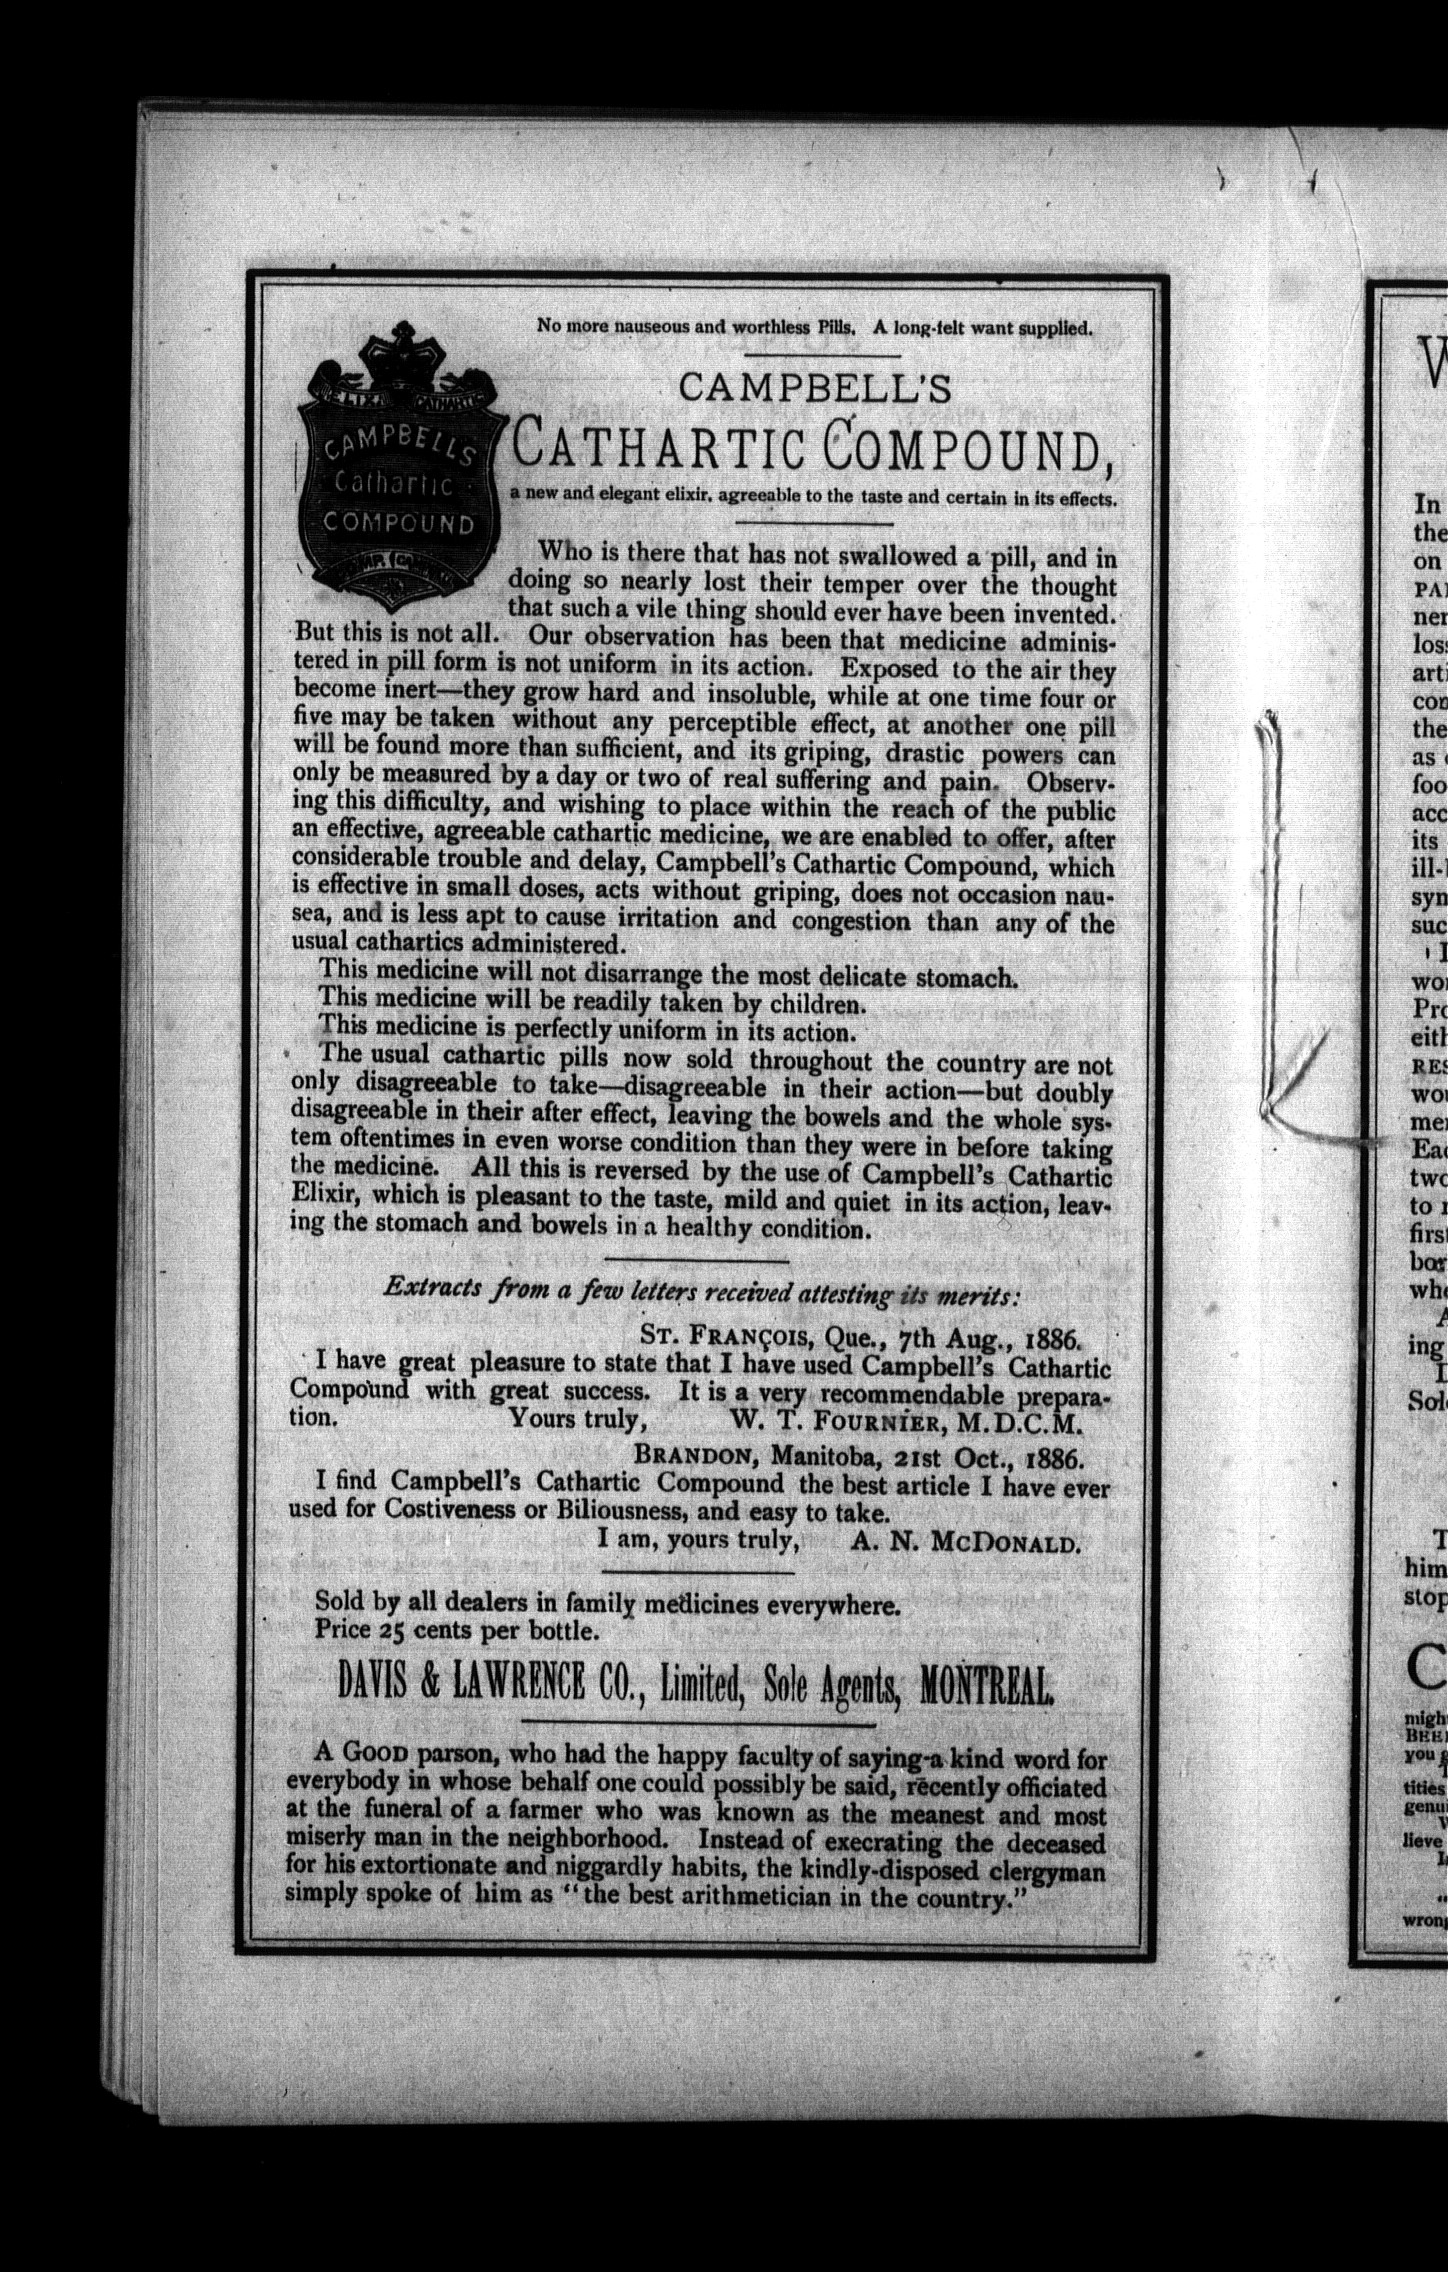 No more nauseous and worthless Pills. A long-felt want supplied.
CAMPBELL'S
CATHARTIC COMPOUND,
a new and elegant elixir, agreeable to the taste and certain in its effects.
CATHARTIC
CAMPBELLS
Cathartic
COMPOUND
Who is there that has not swallowed a pill, and in
doing so nearly lost their temper over the thought
that such a vile thing should ever have been invented.
But this is not all. Our observation has been that medicine adminis-
tered in pill form is not uniform in its action. Exposed to the air they
become inert—they grow hard and insoluble, while at one time four or
five may be taken without any perceptible effect, at another one pill
will be found more than sufficient, and its griping, drastic powers can
only be measured by a day or two of real suffering and pain. Observ-
ing this difficulty, and wishing to place within the reach of the public
an effective, agreeable cathartic medicine, we are enabled to offer, after
considerable trouble and delay, Campbell's Cathartic Compound, which
is effective in small doses, acts without griping, does not occasion nau-
sea, and is less apt to cause irritation and congestion than any of the
usual cathartics administered.
This medicine will not disarrange the most delicate stomach.
This medicine will be readily taken by children.
This medicine is perfectly uniform in its action.
The usual cathartic pills now sold throughout the country are not
only disagreeable to take—disagreeable in their action—but doubly
disagreeable in their after effect, leaving the bowels and the whole sys-
tem oftentimes in even worse condition than they were in before taking
the medicine. All this is reversed by the use of Campbell's Cathartic
Elixir, which is pleasant to the taste, mild and quiet in its action, leav-
ing the stomach and bowels in a healthy condition.
Extracts from a few letters received attesting its merits:
ST. FRANÇOIS, Que., 7th Aug., 1886.
I have great pleasure to state that I have used Campbell's Cathartic
Compound with great success. It is a very recommendable prepara-
tion. Yours truly, W. T. FOURNIER, M.D.C.M.
BRANDON, Manitoba, 21st Oct., 1886.
I find Campbell's Cathartic Compound the best article I have ever
used for Costiveness or Biliousness, and easy to take.
I am, yours truly, A. N. MCDONALD.
Sold by all dealers in family medicines everywhere.
Price 25 cents per bottle.
DAVIS & LAWRENCE CO., Limited, Sole Agents, MONTREAL.
A GOOD parson, who had the happy faculty of saying a kind word for
everybody in whose behalf one could possibly be said, recently officiated
at the funeral of a farmer who was known as the meanest and most
miserly man in the neighborhood. Instead of execrating the deceased
for his extortionate and niggardly habits, the kindly-disposed clergyman
simply spoke of him as "the best arithmetician in the country."